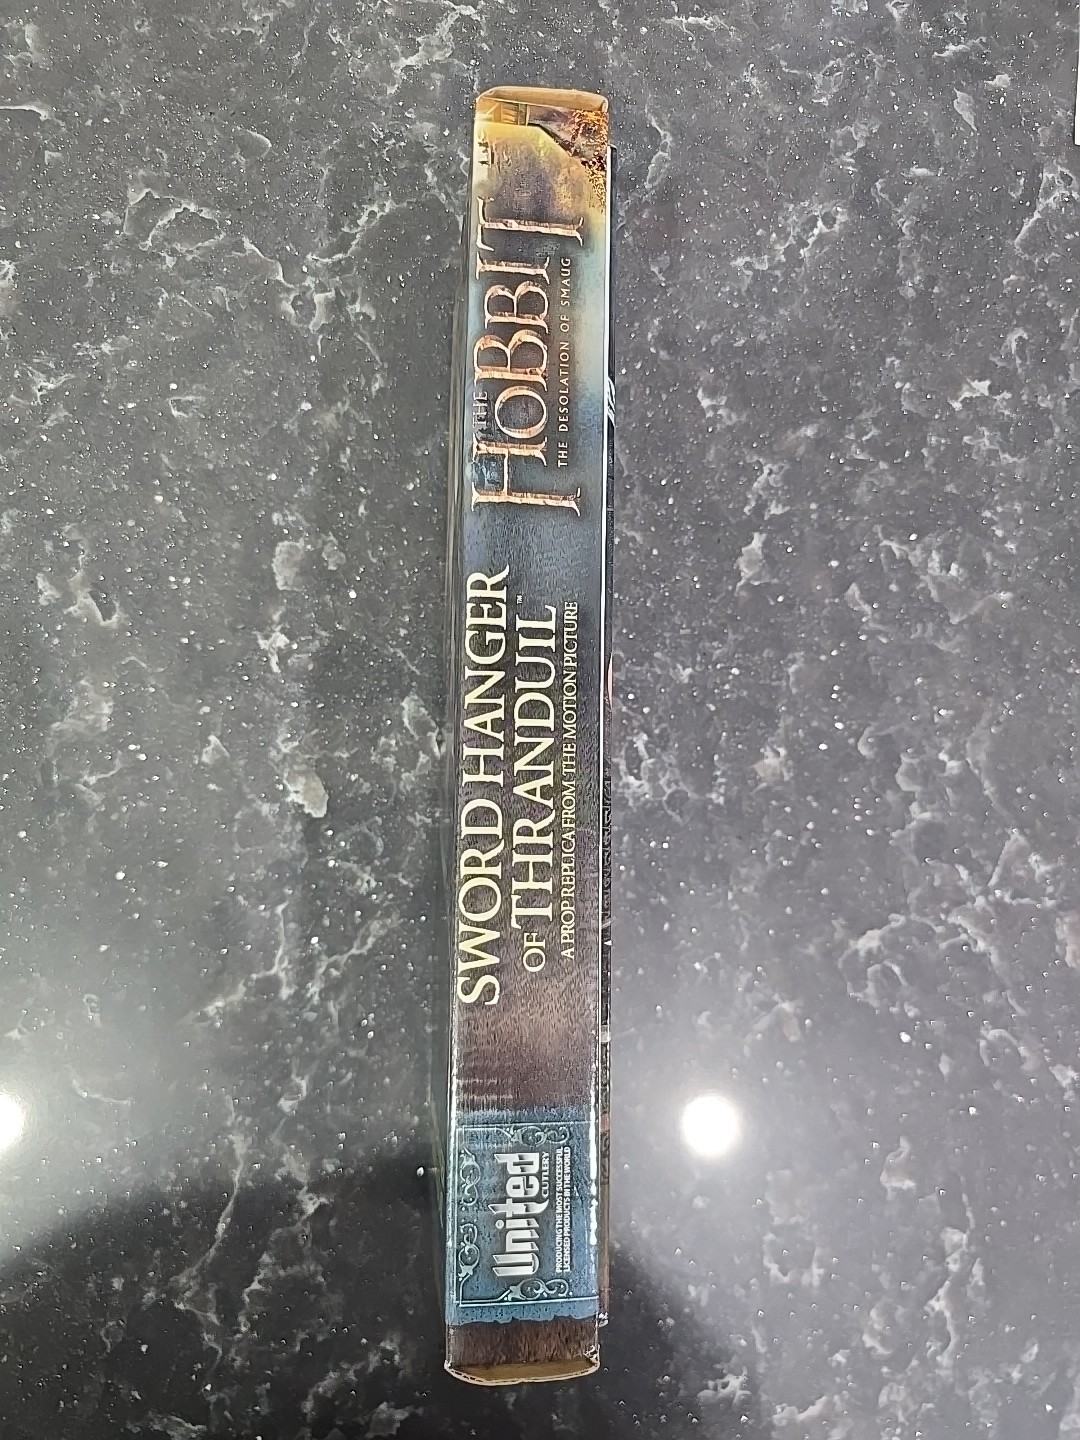 United
CUTLERY
PRODUCING THE MOST SUCCESSFUL
LICENSED PRODUCTS IN THE WORLD
SWORD HANGER
OF THRANDUIL™
A PROP REPLICA FROM THE MOTION PICTURE
THE
HOBBIT
THE DESOLATION OF SMAUG